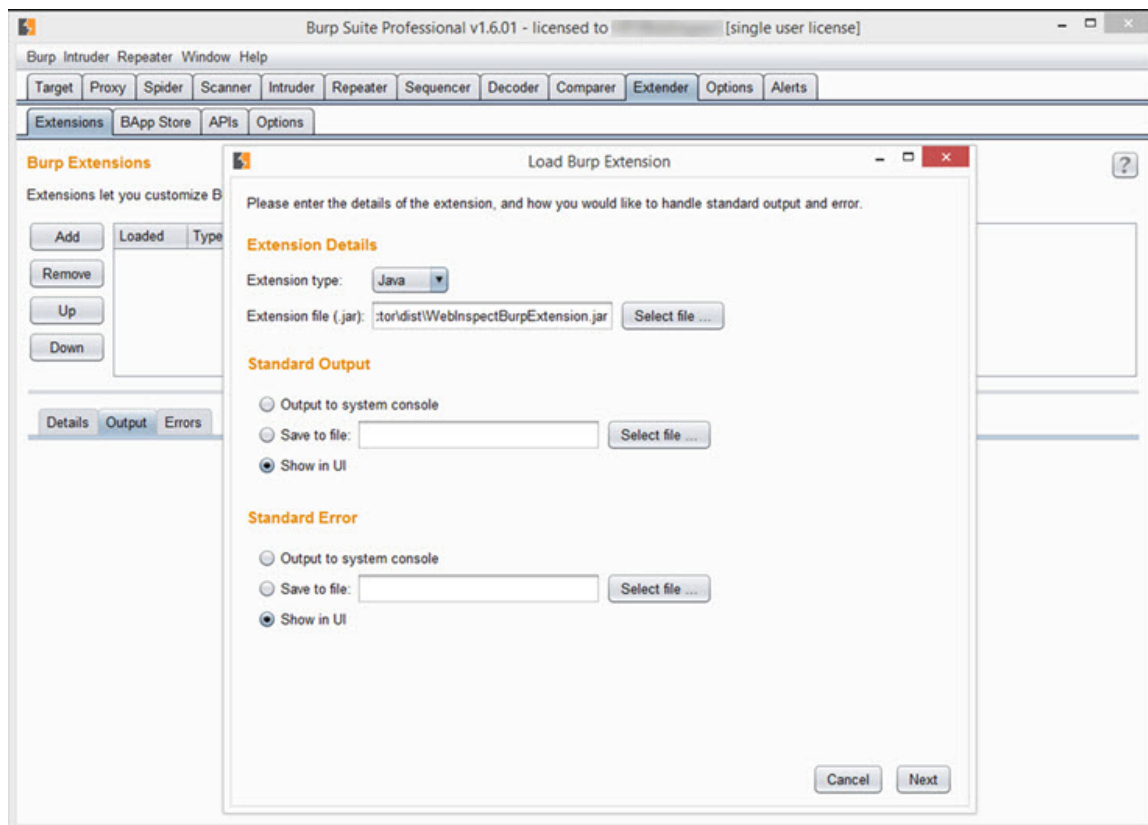 Burp Suite Professional v1.6.01 - licensed to [single user license]
Burp Intruder Repeater Window Help
Target Proxy Spider Scanner Intruder Repeater Sequencer Decoder Comparer Extender Options Alerts
Extensions BApp Store APIs Options
Burp Extensions
?
Extensions let you customize B
Add
Remove
Up
Down
Loaded Type
Details Output Errors
Load Burp Extension
Please enter the details of the extension, and how you would like to handle standard output and error.
Extension Details
Extension type: Java
Extension file (.jar): :tor\dist\WebInspectBurpExtension.jar Select file ...
Standard Output
Output to system console
Save to file: Select file ...
Show in UI
Standard Error
Output to system console
Save to file: Select file ...
Show in UI
Cancel Next